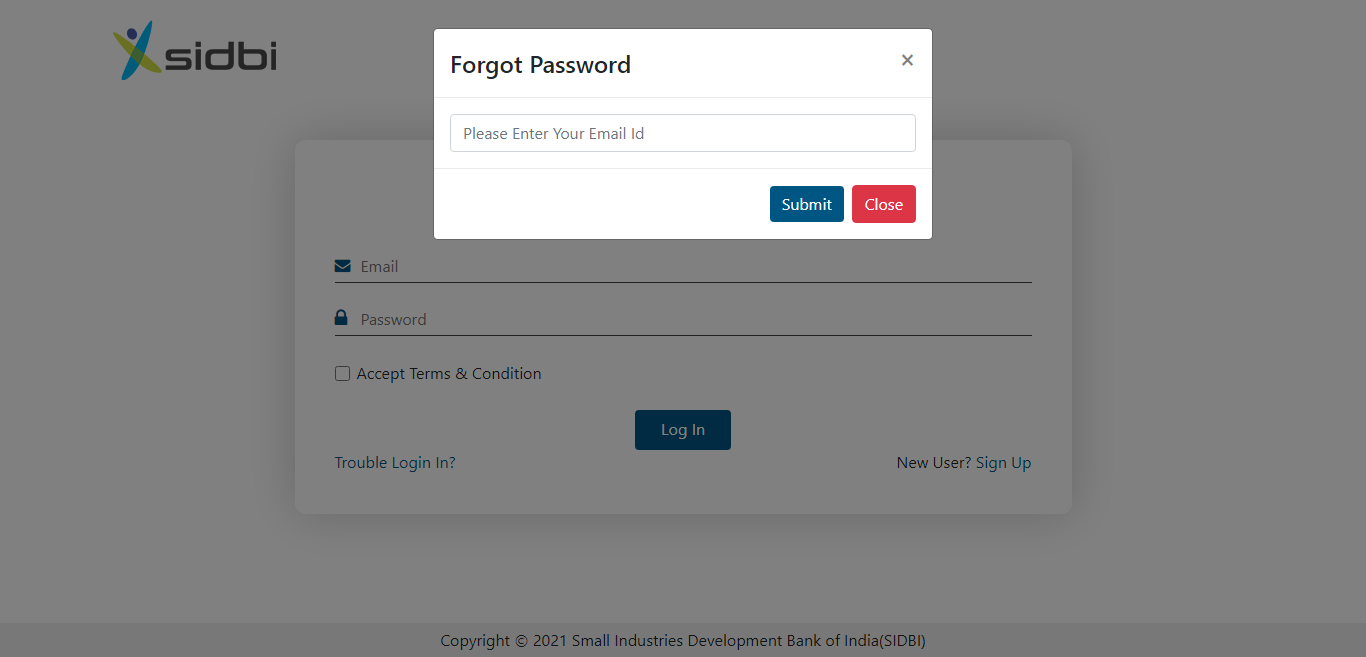 sidbi
Forgot Password ×
Please Enter Your Email Id
Submit Close
Email
Password
Accept Terms & Condition
Log In
Trouble Login In? New User? Sign Up
Copyright © 2021 Small Industries Development Bank of India(SIDBI)